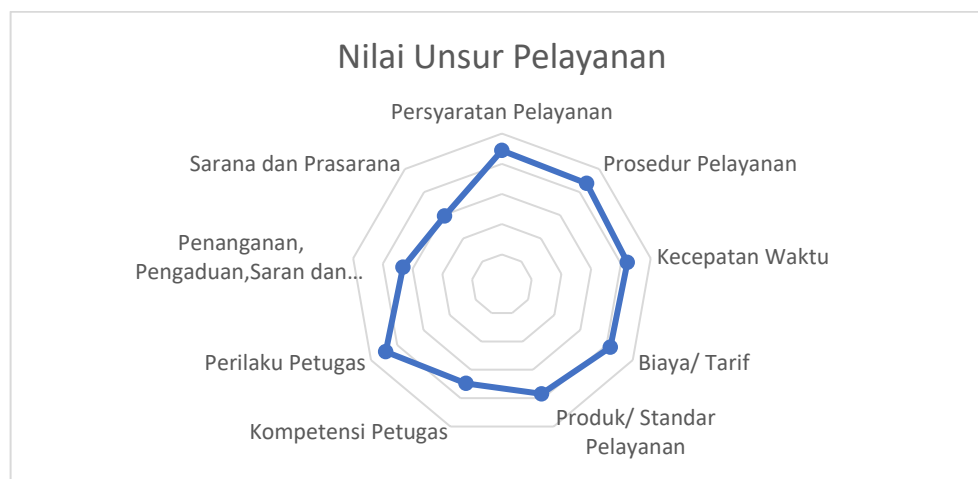 Nilai Unsur Pelayanan
Persyaratan Pelayanan
Prosedur Pelayanan
Kecepatan Waktu
Biaya/ Tarif
Produk/ Standar
Pelayanan
Kompetensi Petugas
Perilaku Petugas
Penanganan,
Pengaduan,Saran dan…
Sarana dan Prasarana